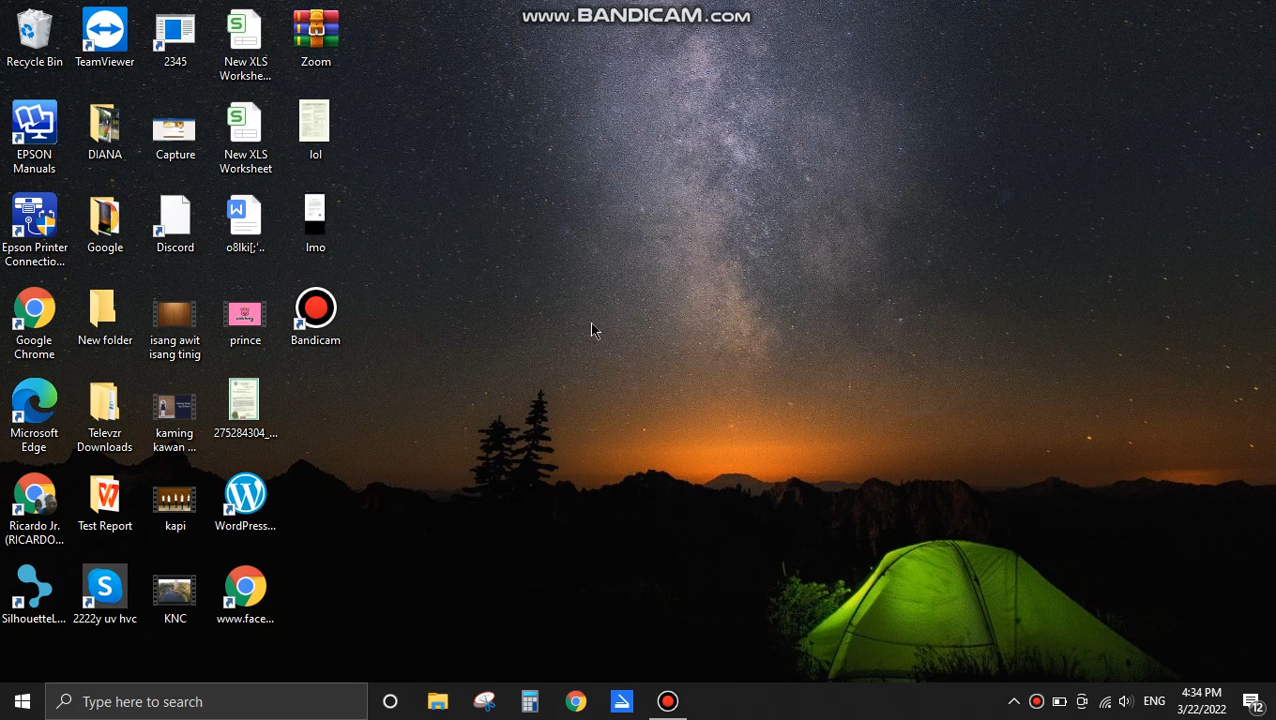 www.BANDICAM.com
Recycle Bin
TeamViewer
2345
New XLS
Workshe...
Zoom
EPSON
Manuals
DIANA
Capture
New XLS
Worksheet
lol
Epson Printer
Connectio...
Google
Discord
o8lki[;'..
lmo
Google
Chrome
New folder
isang awit
isang tinig
prince
Bandicam
Microsoft
Edge
Televzr
Downloads
kaming
kawan ...
275284304_...
Ricardo Jr.
(RICARDO...
Test Report
kapi
WordPress...
SilhouetteL...
2222y uv hvc
KNC
www.face...
Type here to search
ENG
:34 PM
3/22/2022
12